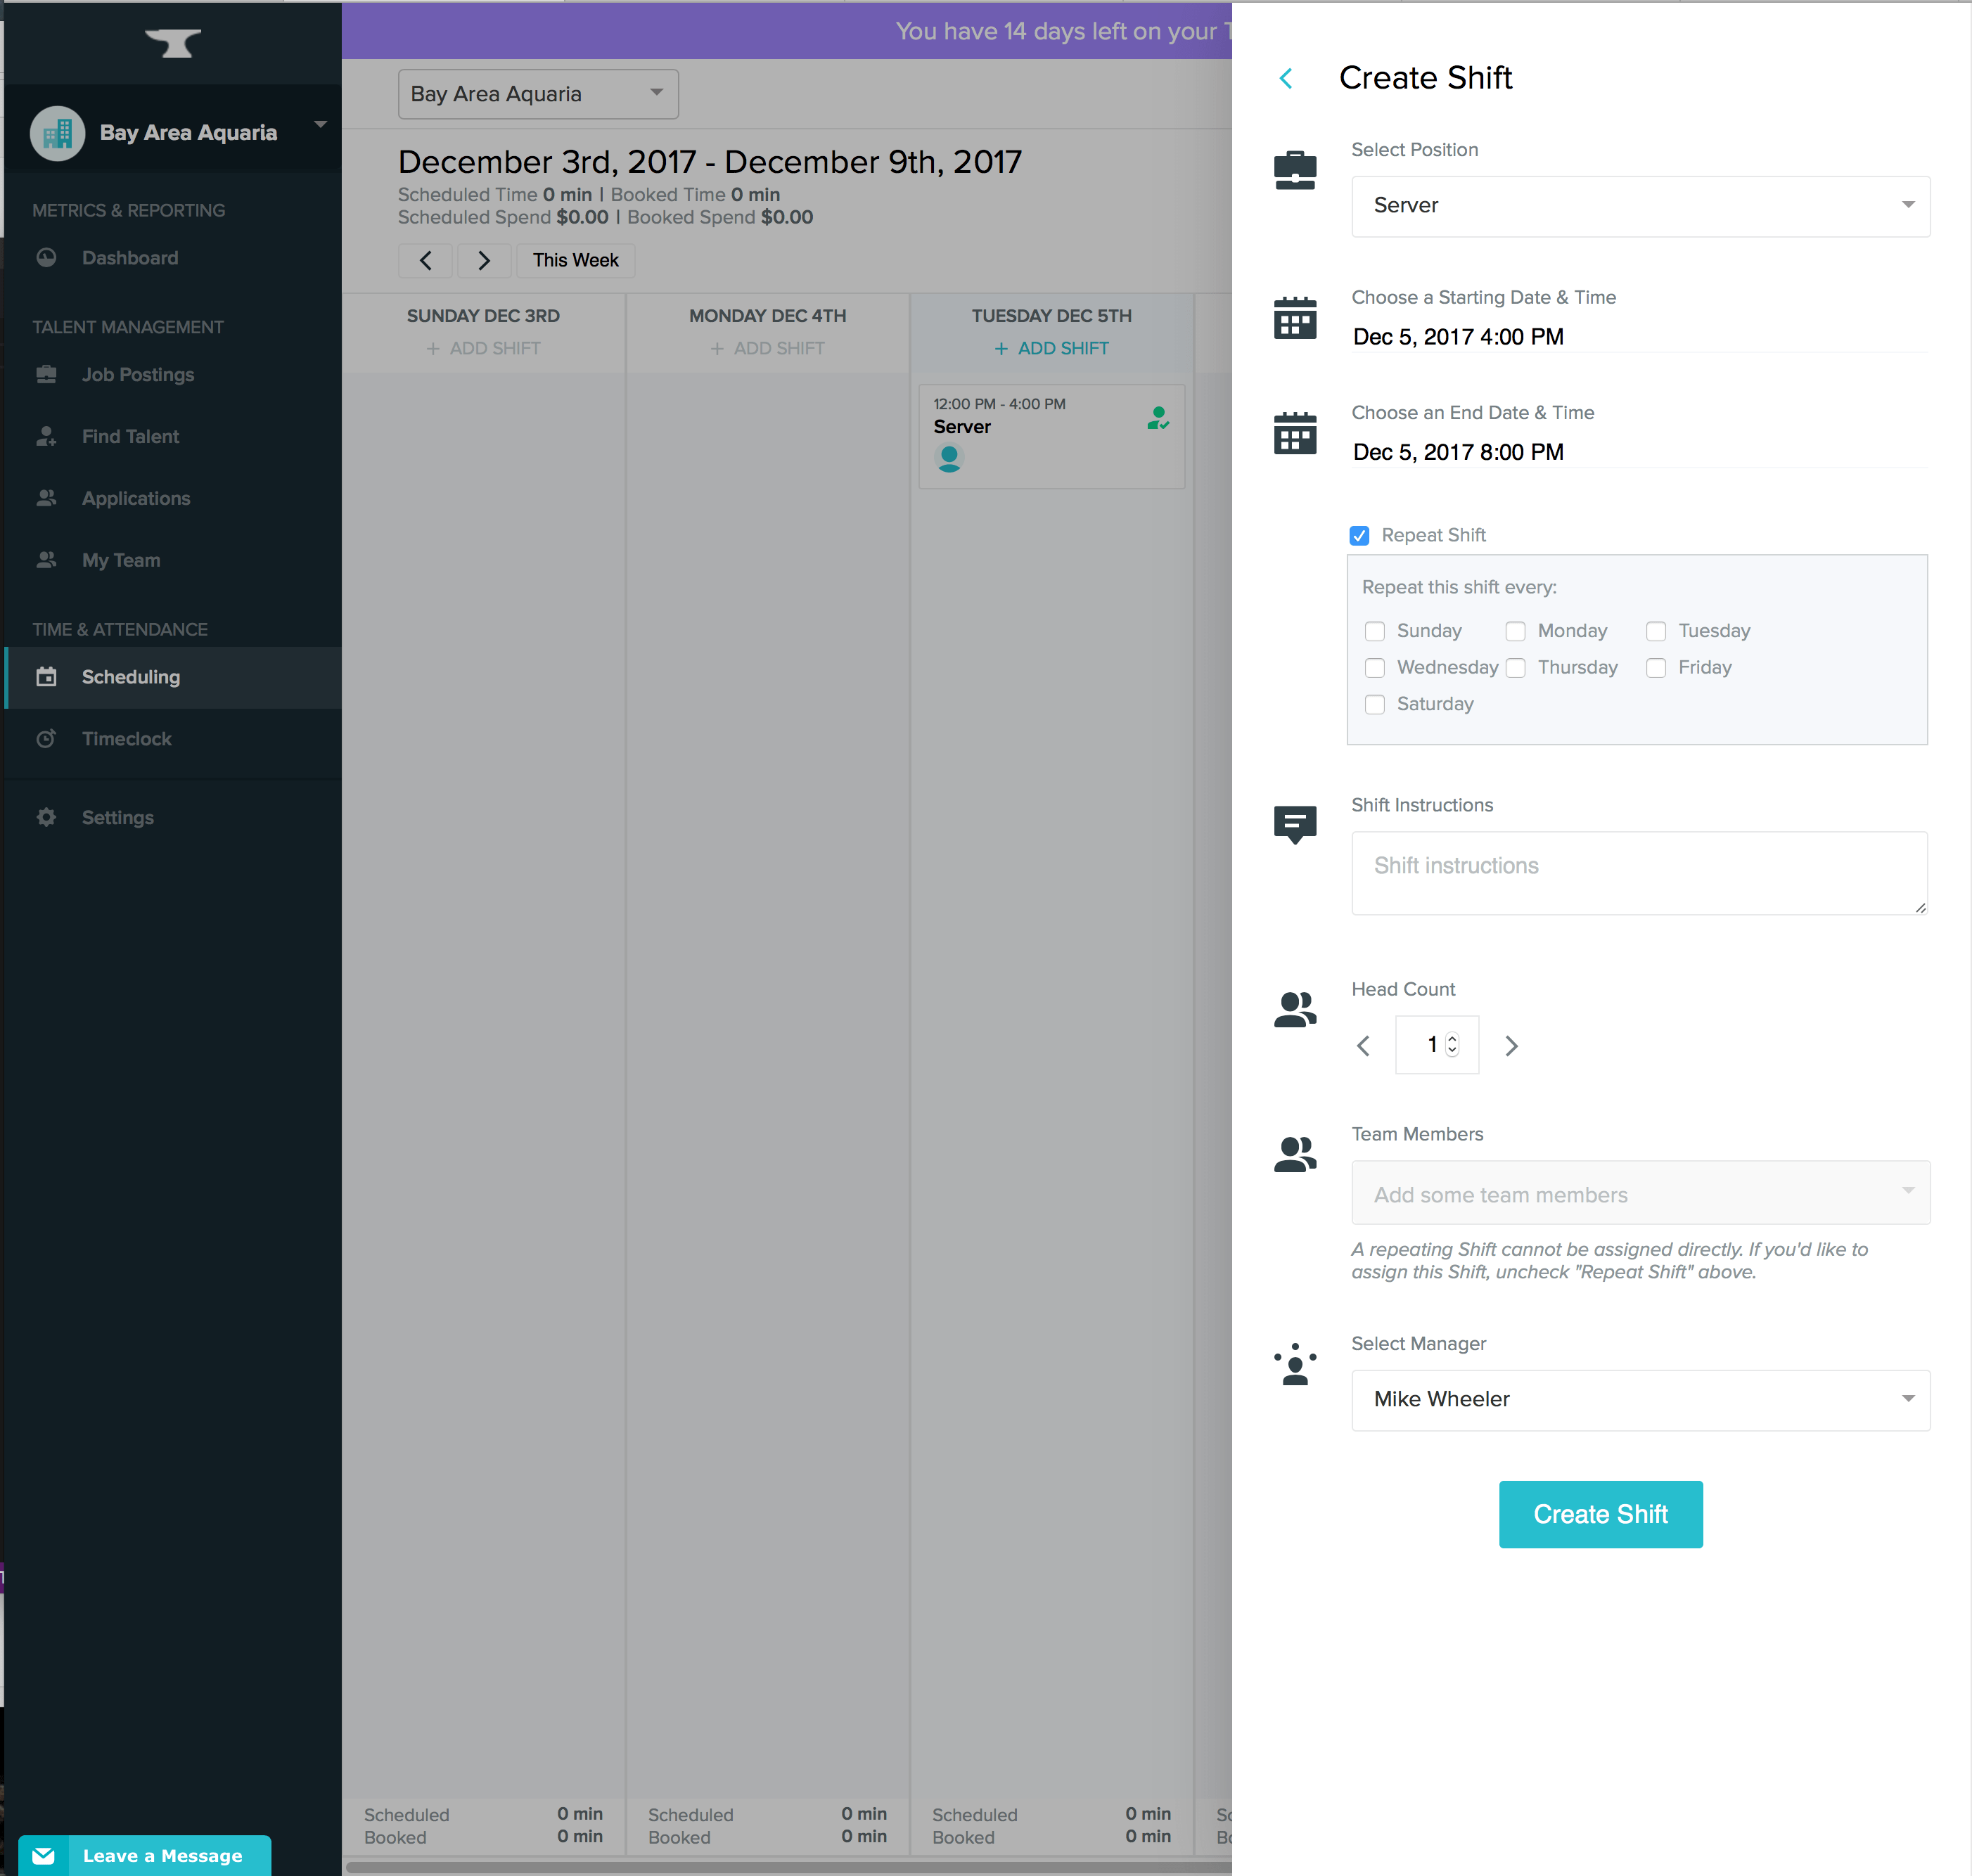 Bay Area Aquaria
METRICS & REPORTING
Dashboard
TALENT MANAGEMENT
Job Postings
Find Talent
Applications
My Team
TIME & ATTENDANCE
Scheduling
Timeclock
Settings
Leave a Message
You have 14 days left on your
Bay Area Aquaria
December 3rd, 2017 - December 9th, 2017
Scheduled Time 0 min | Booked Time 0 min
Scheduled Spend $0.00 | Booked Spend $0.00
This Week
SUNDAY DEC 3RD
+ ADD SHIFT
MONDAY DEC 4TH
+ ADD SHIFT
TUESDAY DEC 5TH
+ ADD SHIFT
12:00 PM - 4:00 PM
Server
Scheduled 0 min
Booked 0 min
Scheduled 0 min
Booked 0 min
Scheduled 0 min
Booked 0 min
Create Shift
Select Position
Server
Choose a Starting Date & Time
Dec 5, 2017 4:00 PM
Choose an End Date & Time
Dec 5, 2017 8:00 PM
Repeat Shift
Repeat this shift every:
Sunday Monday Tuesday
Wednesday Thursday Friday
Saturday
Shift Instructions
Shift instructions
Head Count
1
Team Members
Add some team members
A repeating Shift cannot be assigned directly. If you'd like to
assign this Shift, uncheck "Repeat Shift" above.
Select Manager
Mike Wheeler
Create Shift